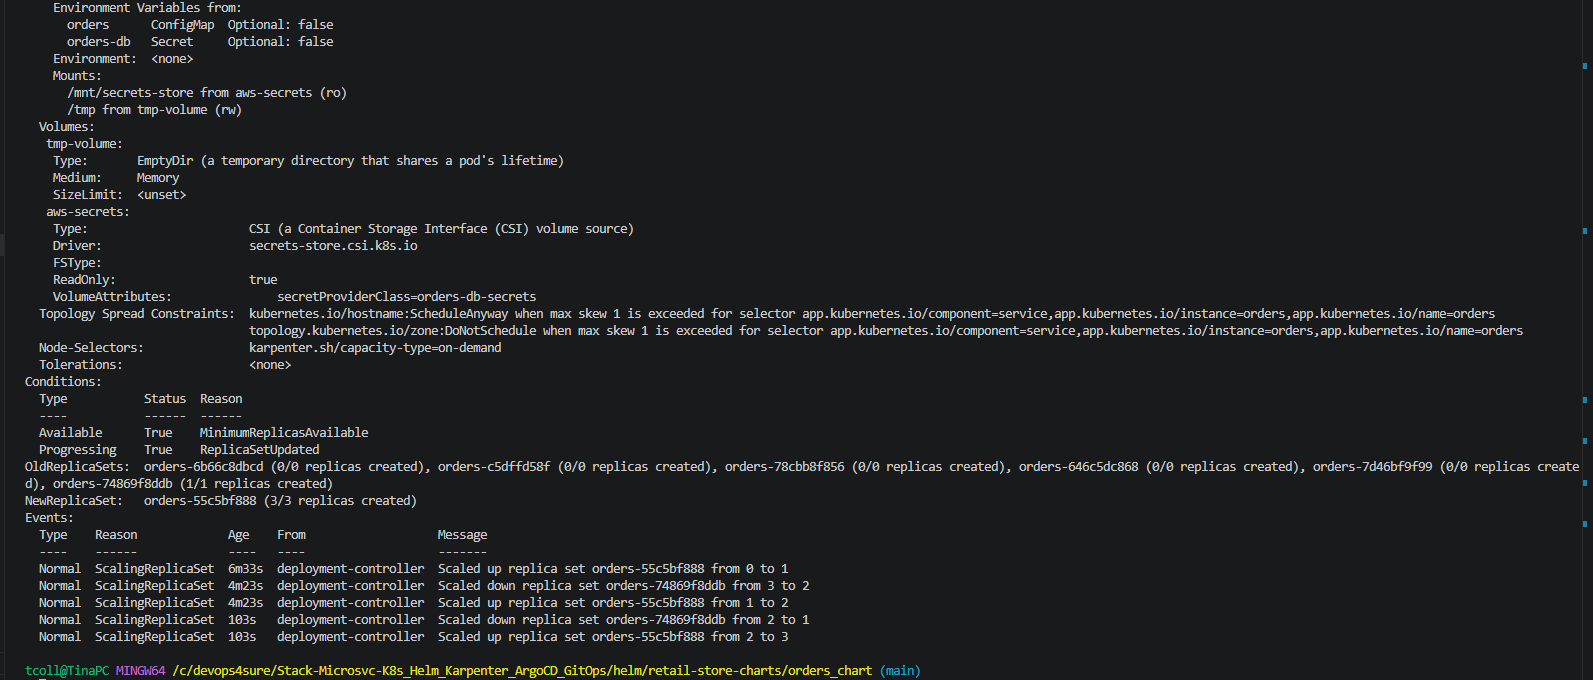 Environment Variables from:
orders ConfigMap Optional: false
orders-db Secret Optional: false
Environment: <none>
Mounts:
/mnt/secrets-store from aws-secrets (ro)
/tmp from tmp-volume (rw)
Volumes:
tmp-volume:
Type: EmptyDir (a temporary directory that shares a pod's lifetime)
Medium: Memory
SizeLimit: <unset>
aws-secrets:
Type: CSI (a Container Storage Interface (CSI) volume source)
Driver: secrets-store.csi.k8s.io
FSType:
ReadOnly: true
VolumeAttributes: secretProviderClass=orders-db-secrets
Topology Spread Constraints: kubernetes.io/hostname:ScheduleAnyway when max skew 1 is exceeded for selector app.kubernetes.io/component=service,app.kubernetes.io/instance=orders,app.kubernetes.io/name=orders
topology.kubernetes.io/zone:DoNotSchedule when max skew 1 is exceeded for selector app.kubernetes.io/component=service,app.kubernetes.io/instance=orders,app.kubernetes.io/name=orders
Node-Selectors: karpenter.sh/capacity-type=on-demand
Tolerations: <none>
Conditions:
Type Status Reason
---- ------ ------
Available True MinimumReplicasAvailable
Progressing True ReplicaSetUpdated
OldReplicaSets: orders-6b66c8dbcd (0/0 replicas created), orders-c5dffd58f (0/0 replicas created), orders-78cbb8f856 (0/0 replicas created), orders-646c5dc868 (0/0 replicas created), orders-7d46bf9f99 (0/0 replicas create
d), orders-74869f8ddb (1/1 replicas created)
NewReplicaSet: orders-55c5bf888 (3/3 replicas created)
Events:
Type Reason Age From Message
---- ------ ---- ---- -------
Normal ScalingReplicaSet 6m33s deployment-controller Scaled up replica set orders-55c5bf888 from 0 to 1
Normal ScalingReplicaSet 4m23s deployment-controller Scaled down replica set orders-74869f8ddb from 3 to 2
Normal ScalingReplicaSet 4m23s deployment-controller Scaled up replica set orders-55c5bf888 from 1 to 2
Normal ScalingReplicaSet 103s deployment-controller Scaled down replica set orders-74869f8ddb from 2 to 1
Normal ScalingReplicaSet 103s deployment-controller Scaled up replica set orders-55c5bf888 from 2 to 3
tcoll@TinaPC MINGW64 /c/devops4sure/Stack-Microsvc-K8s_Helm_Karpenter_ArgoCD_GitOps/helm/retail-store-charts/orders_chart (main)